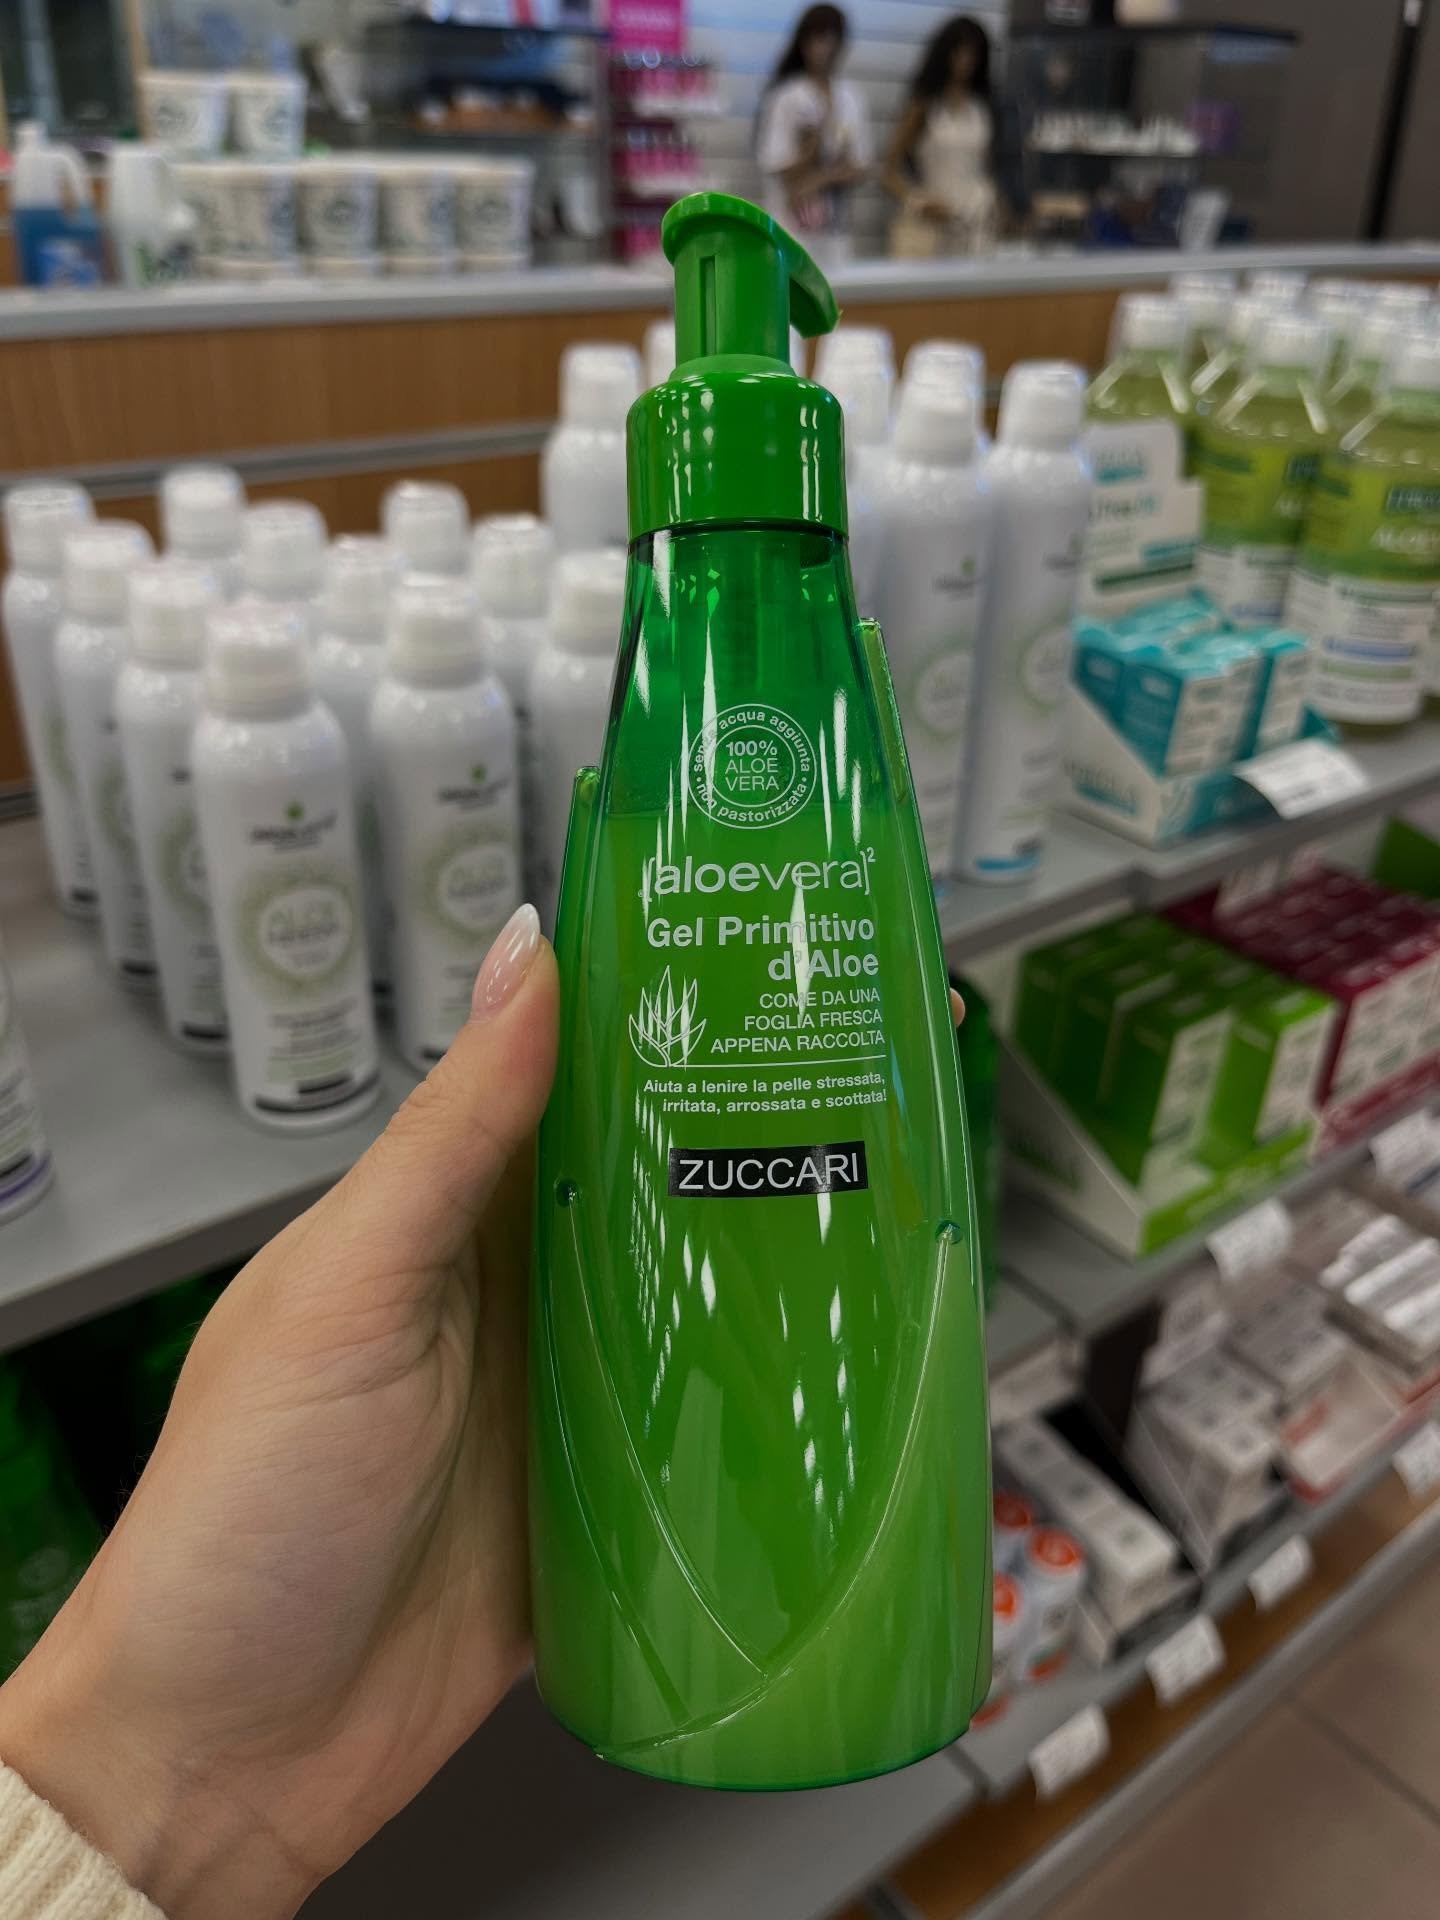 senza acqua aggiunta
100%
ALOE
VERA
non pastorizzata
[aloevera]²
Gel Primitivo
d'Aloe
COME DA UNA
FOGLIA FRESCA
APPENA RACCOLTA
Aiuta a lenire la pelle stressata,
irritata, arrossata e scottata!
ZUCCARI
ALOE